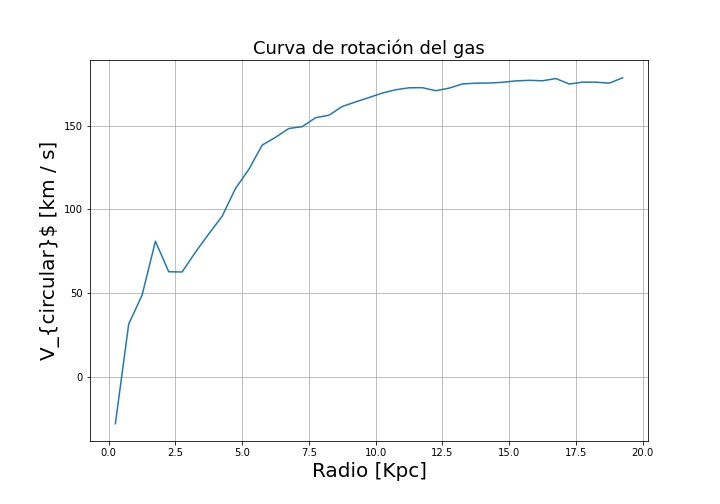 Curva de rotación del gas
V_{circular}$ [km / s]
150
100
50
0
0.0 2.5 5.0 7.5 10.0 12.5 15.0 17.5 20.0
Radio [Kpc]